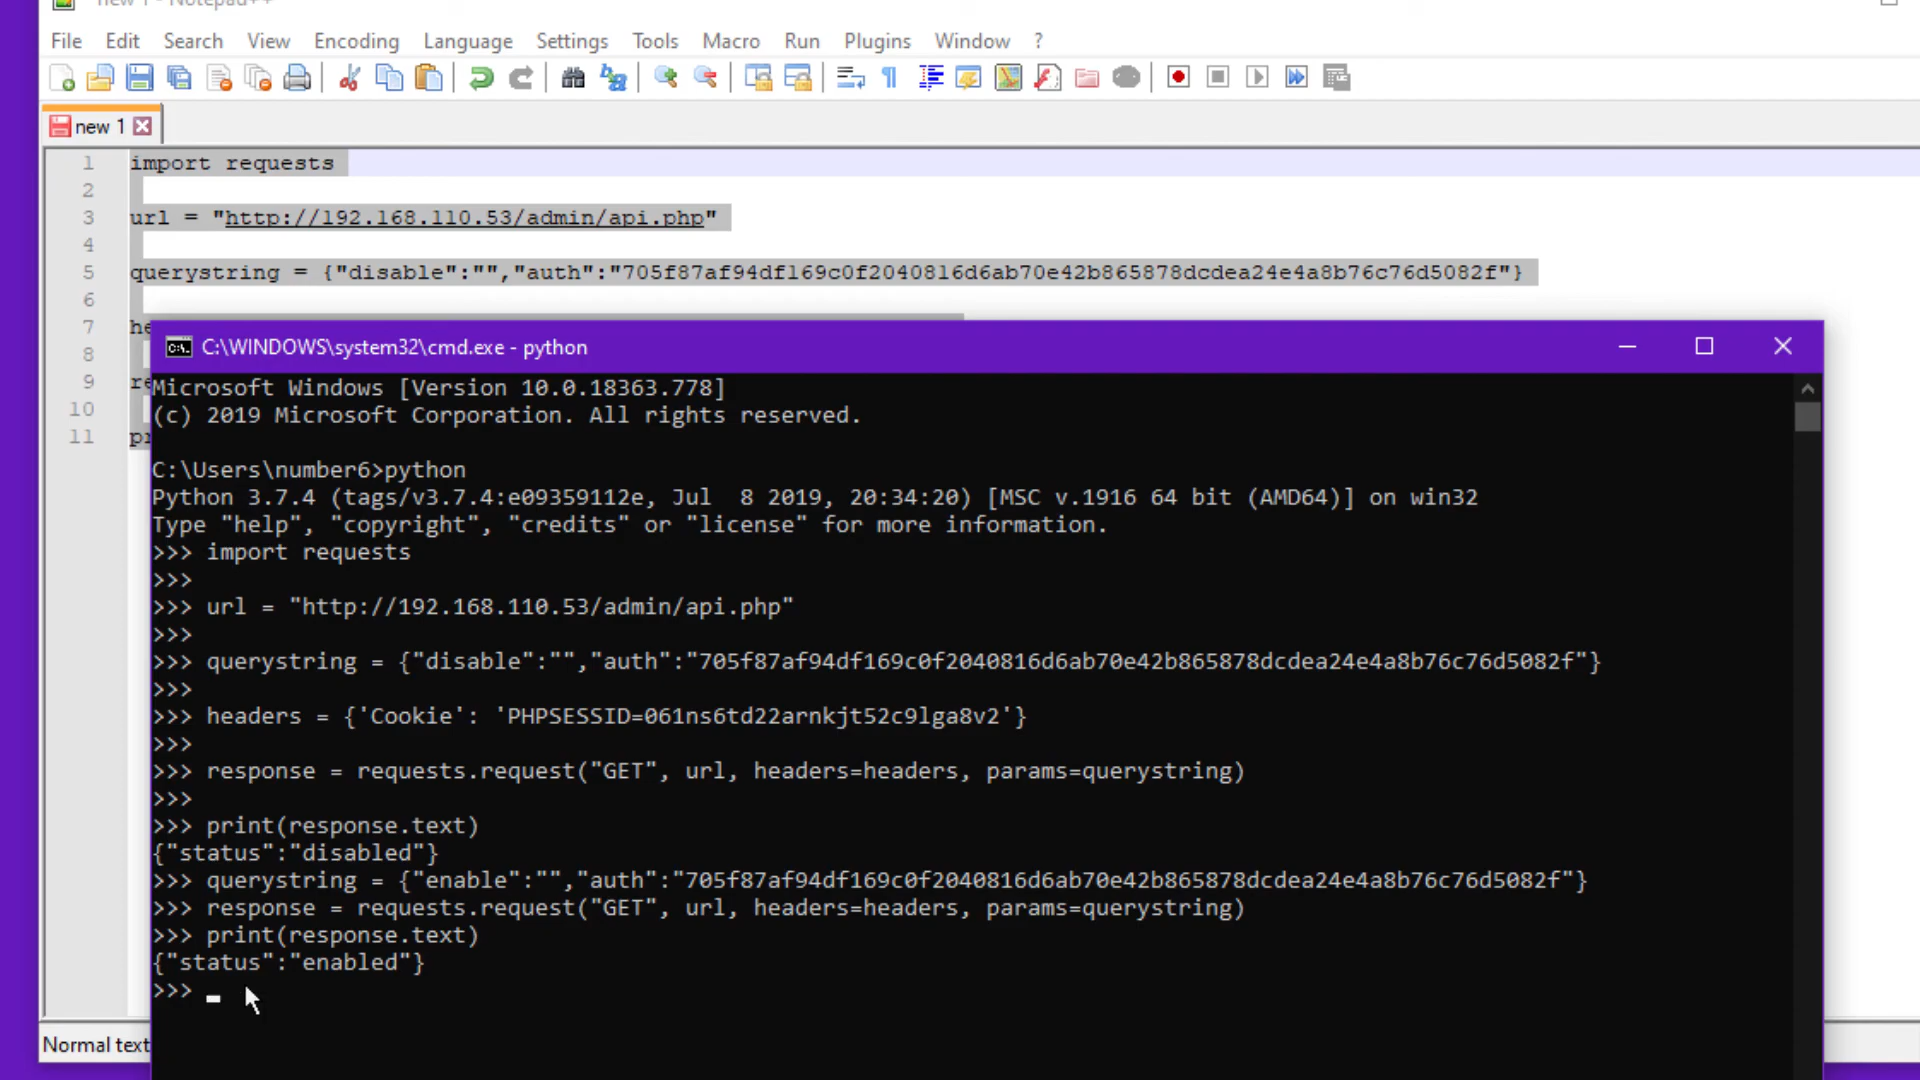 new 1 - Notepad++
File Edit Search View Encoding Language Settings Tools Macro Run Plugins Window ?
new 1
1 import requests
2
3 url = "http://192.168.110.53/admin/api.php"
4
5 querystring = {"disable":"","auth":"705f87af94df169c0f2040816d6ab70e42b865878dcdea24e4a8b76c76d5082f"}
6
7 he
8
9 re
10
11 pr
C:\WINDOWS\system32\cmd.exe - python
Microsoft Windows [Version 10.0.18363.778]
(c) 2019 Microsoft Corporation. All rights reserved.
C:\Users\number6>python
Python 3.7.4 (tags/v3.7.4:e09359112e, Jul  8 2019, 20:34:20) [MSC v.1916 64 bit (AMD64)] on win32
Type "help", "copyright", "credits" or "license" for more information.
>>> import requests
>>>
>>> url = "http://192.168.110.53/admin/api.php"
>>>
>>> querystring = {"disable":"","auth":"705f87af94df169c0f2040816d6ab70e42b865878dcdea24e4a8b76c76d5082f"}
>>>
>>> headers = {'Cookie': 'PHPSESSID=061ns6td22arnkjt52c9lga8v2'}
>>>
>>> response = requests.request("GET", url, headers=headers, params=querystring)
>>>
>>> print(response.text)
{"status":"disabled"}
>>> querystring = {"enable":"","auth":"705f87af94df169c0f2040816d6ab70e42b865878dcdea24e4a8b76c76d5082f"}
>>> response = requests.request("GET", url, headers=headers, params=querystring)
>>> print(response.text)
{"status":"enabled"}
>>>
Normal text